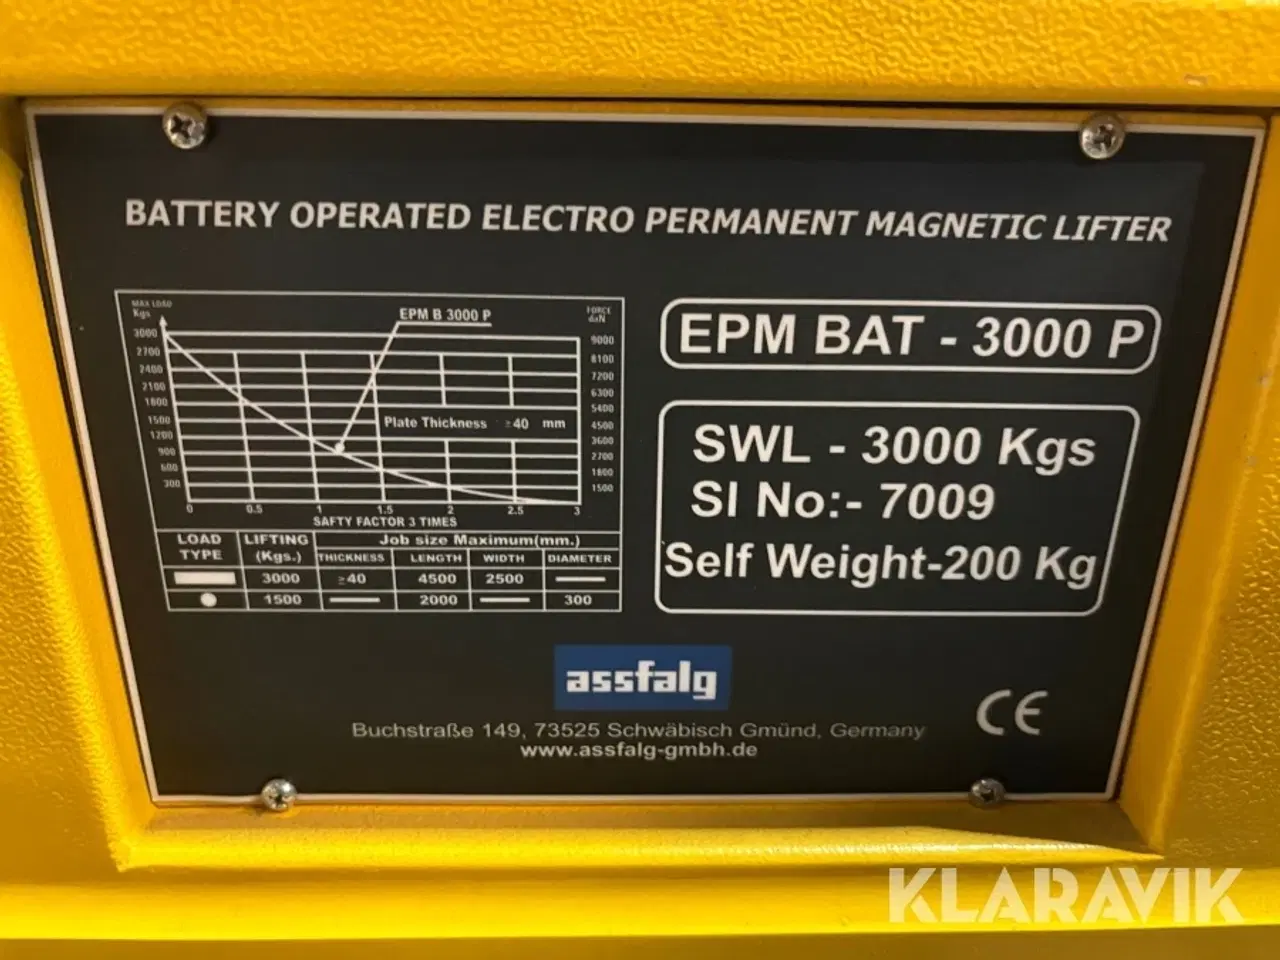 BATTERY OPERATED ELECTRO PERMANENT MAGNETIC LIFTER
MAX LOAD
Kgs
EPM B 3000 P
FORCE
daN
3000
2700
2400
2100
1800
1500
1200
900
600
300
9000
8100
7200
6300
5400
4500
3600
2700
1800
1500
Plate Thickness ≥40 mm
0 0.5 1 1.5 2 2.5 3
SAFTY FACTOR 3 TIMES
LOAD TYPE LIFTING (Kgs.) Job size Maximum(mm.)
THICKNESS LENGTH WIDTH DIAMETER
3000 ≥40 4500 2500
1500 2000 300
EPM BAT - 3000 P
SWL - 3000 Kgs
SI No:- 7009
Self Weight-200 Kg
assfalg
Buchstraße 149, 73525 Schwäbisch Gmünd, Germany
www.assfalg-gmbh.de
CE
KLARAVIK